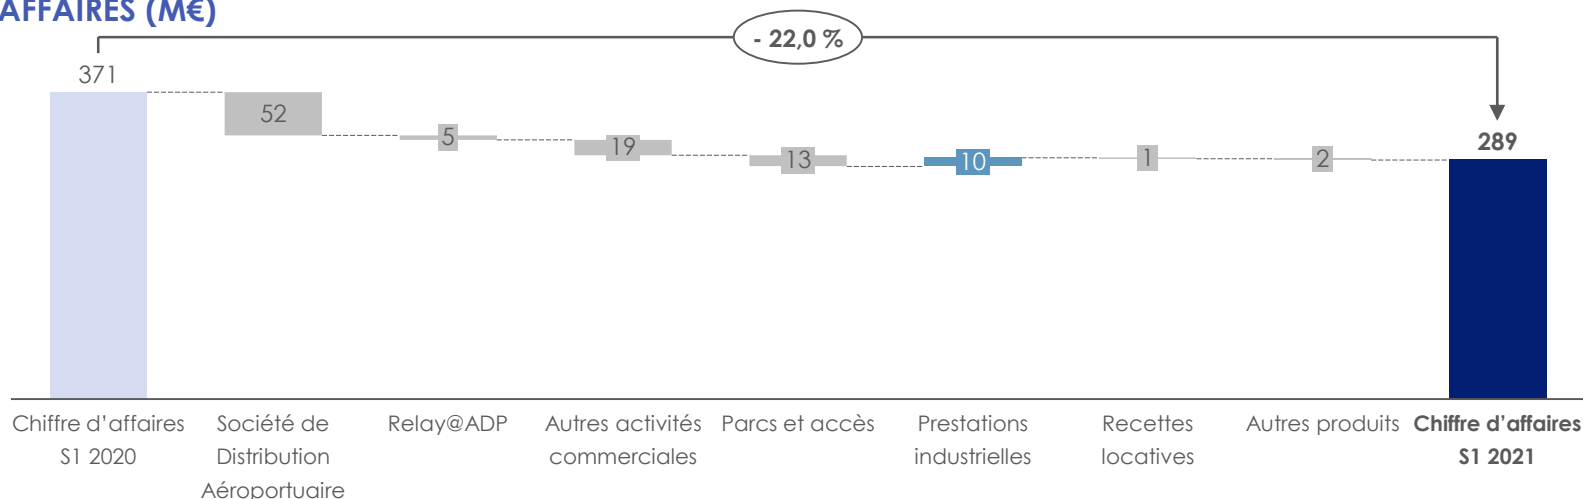 AFFAIRES (M€)
- 22,0 %
371
52
5
19
13
10
1
2
289
Chiffre d’affaires
S1 2020
Société de
Distribution
Aéroportuaire
Relay@ADP
Autres activités
commerciales
Parcs et accès
Prestations
industrielles
Recettes
locatives
Autres produits
Chiffre d’affaires
S1 2021